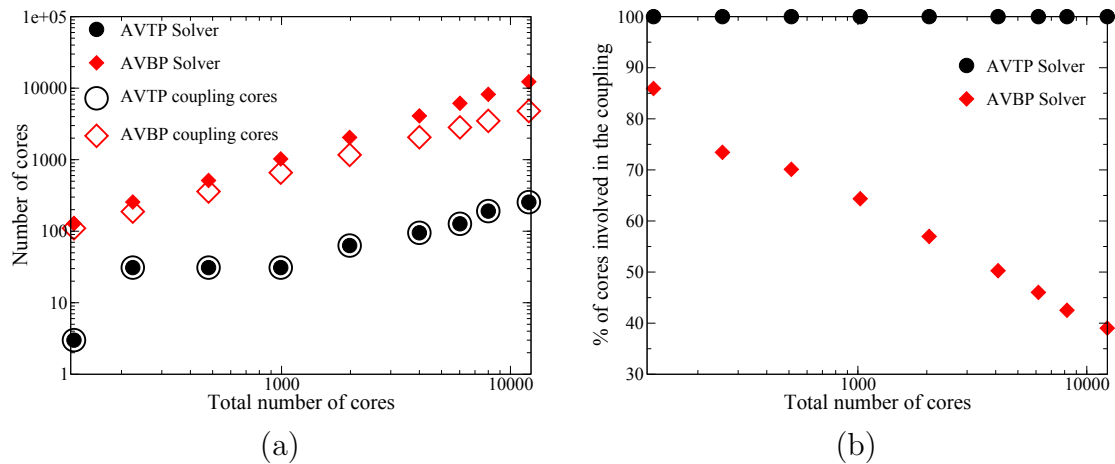 1e+05
10000
1000
100
10
1
Number of cores
AVTP Solver
AVBP Solver
AVTP coupling cores
AVBP coupling cores
1000 10000
Total number of cores
(a)
100
90
80
70
60
50
40
30
% of cores involved in the coupling
AVTP Solver
AVBP Solver
1000 10000
Total number of cores
(b)